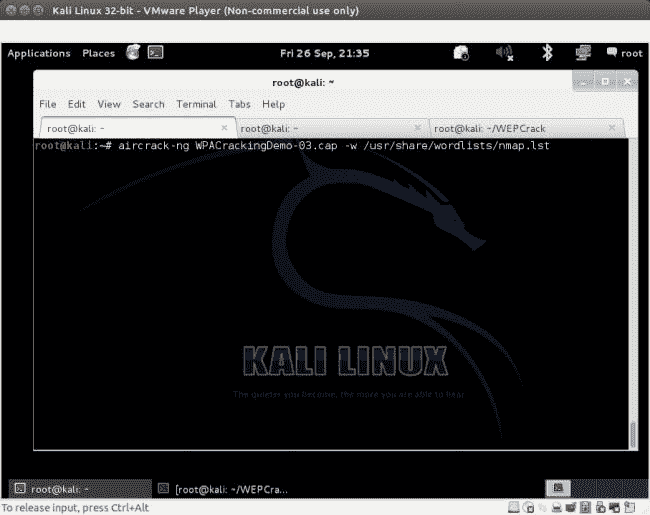 Kali Linux 32-bit - VMware Player (Non-commercial use only)
Applications Places Fri 26 Sep, 21:35 root
root@kali: ~
File Edit View Search Terminal Tabs Help
root@kali: ~ root@kali: ~ root@kali: ~/WEPCrack
root@kali:~# aircrack-ng WPACrackingDemo-03.cap -w /usr/share/wordlists/nmap.lst
KALI LINUX
The quieter you become, the more you are able to hear
root@kali: ~ [root@kali: ~/WEPCra...
To release input, press Ctrl+Alt